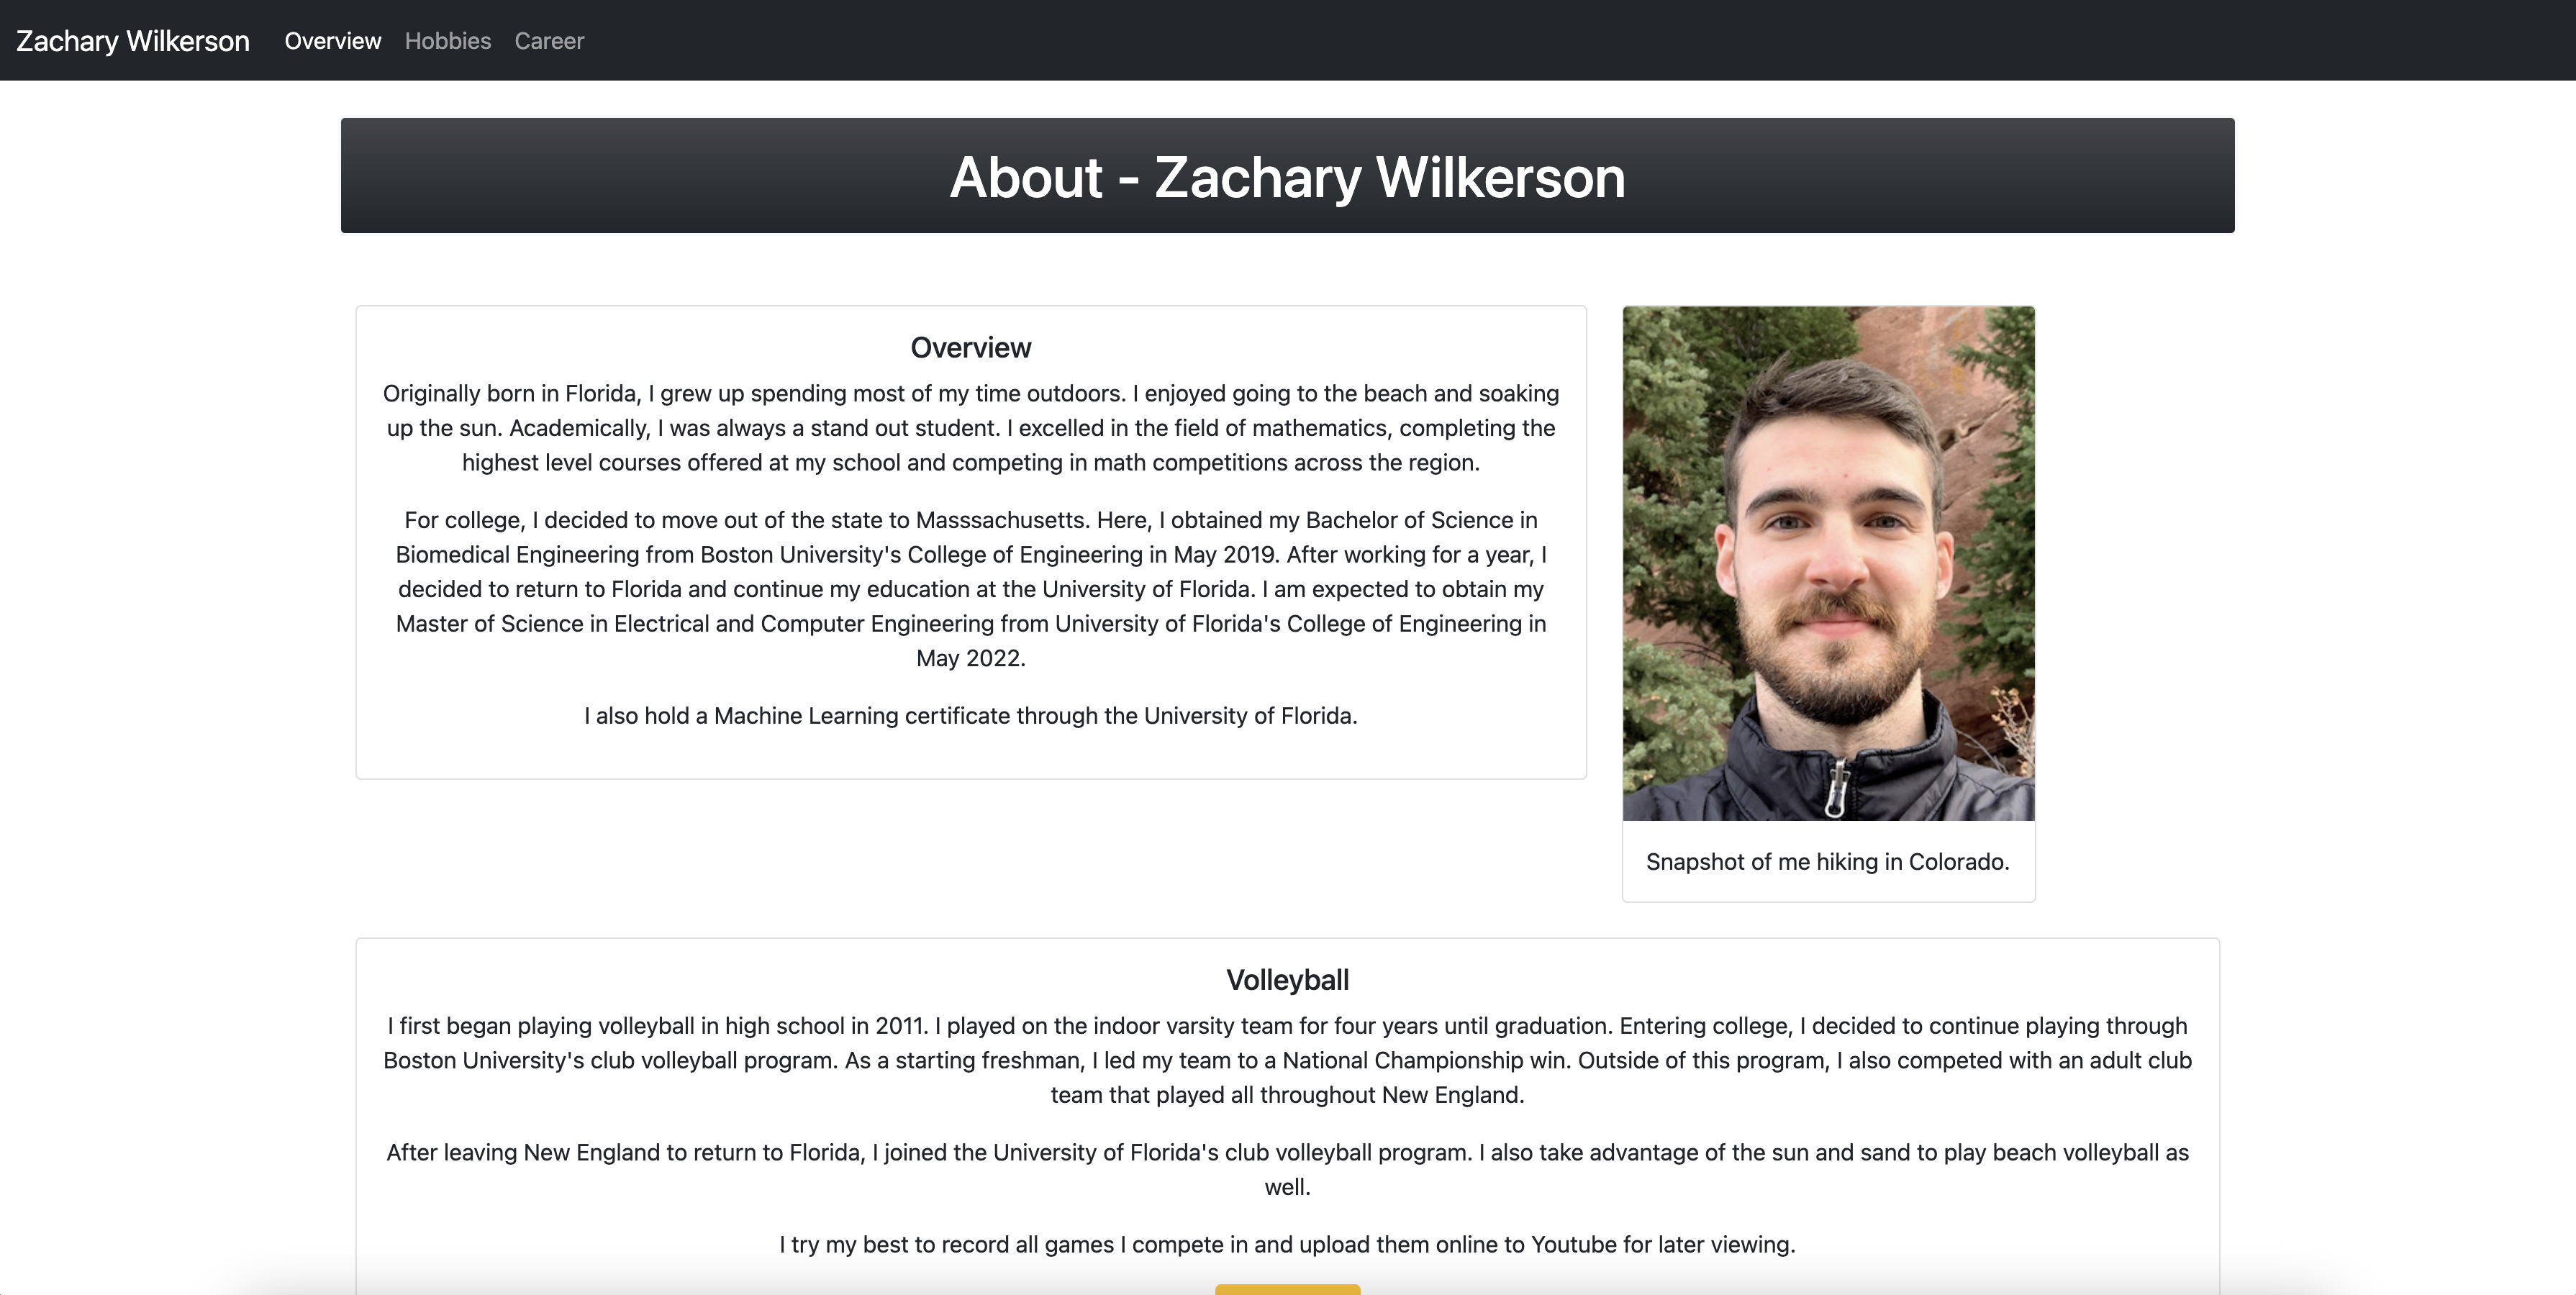 Zachary Wilkerson Overview Hobbies Career
About - Zachary Wilkerson
Overview
Originally born in Florida, I grew up spending most of my time outdoors. I enjoyed going to the beach and soaking
up the sun. Academically, I was always a stand out student. I excelled in the field of mathematics, completing the
highest level courses offered at my school and competing in math competitions across the region.
For college, I decided to move out of the state to Masssachusetts. Here, I obtained my Bachelor of Science in
Biomedical Engineering from Boston University's College of Engineering in May 2019. After working for a year, I
decided to return to Florida and continue my education at the University of Florida. I am expected to obtain my
Master of Science in Electrical and Computer Engineering from University of Florida's College of Engineering in
May 2022.
I also hold a Machine Learning certificate through the University of Florida.
Snapshot of me hiking in Colorado.
Volleyball
I first began playing volleyball in high school in 2011. I played on the indoor varsity team for four years until graduation. Entering college, I decided to continue playing through
Boston University's club volleyball program. As a starting freshman, I led my team to a National Championship win. Outside of this program, I also competed with an adult club
team that played all throughout New England.
After leaving New England to return to Florida, I joined the University of Florida's club volleyball program. I also take advantage of the sun and sand to play beach volleyball as
well.
I try my best to record all games I compete in and upload them online to Youtube for later viewing.